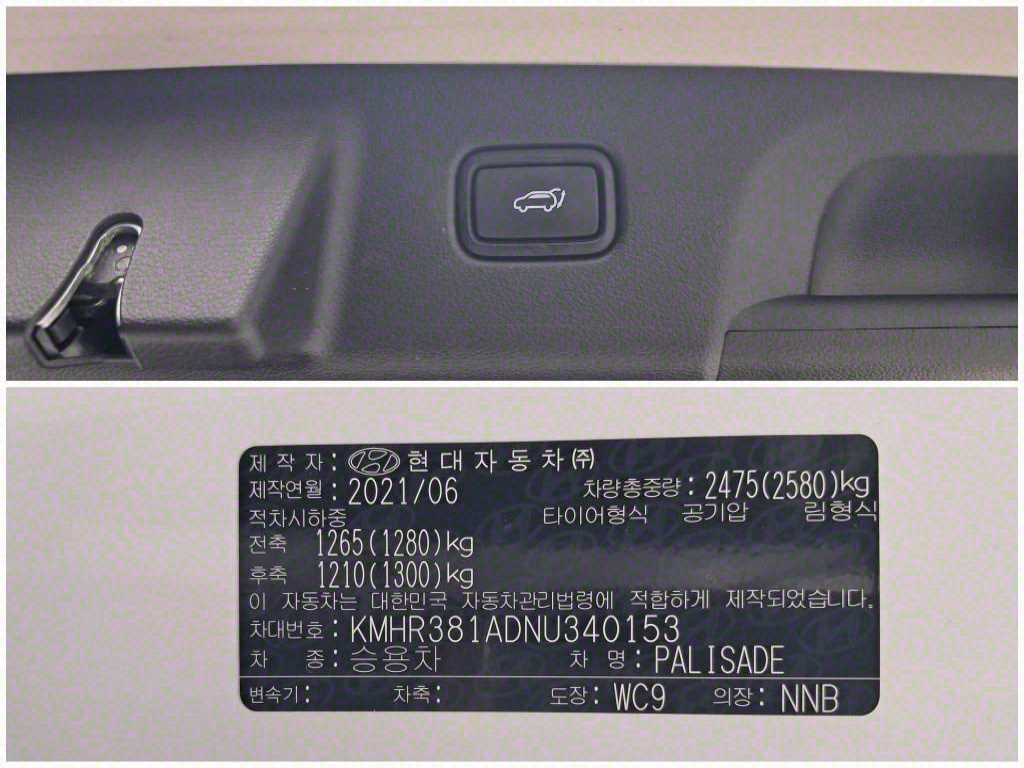 제 작 자 : 현 대 자 동 차 ㈜
제작연월 : 2021/06 차량총중량 : 2475(2580)kg
적차시하중 타이어형식 공기압 림형식
전축 1265(1280)kg
후축 1210(1300)kg
이 자동차는 대한민국 자동차관리법령에 적합하게 제작되었습니다.
차대번호 : KMHR381ADNU340153
차 종 : 승용차 차 명 : PALISADE
변속기 : 차축 : 도장 : WC9 의장 : NNB